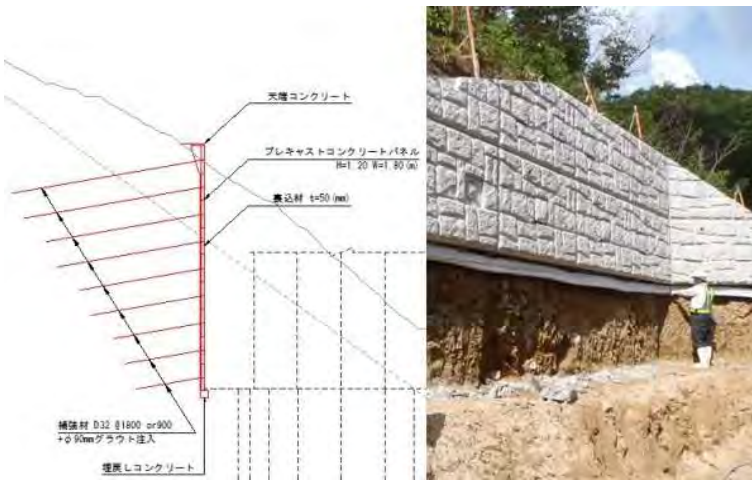 天端コンクリート
プレキャストコンクリートパネル
H=1.20 W=1.80(m)
裏込材 t=50(mm)
補強材 D32 @1800 or900
+φ90mmグラウト注入
埋戻しコンクリート